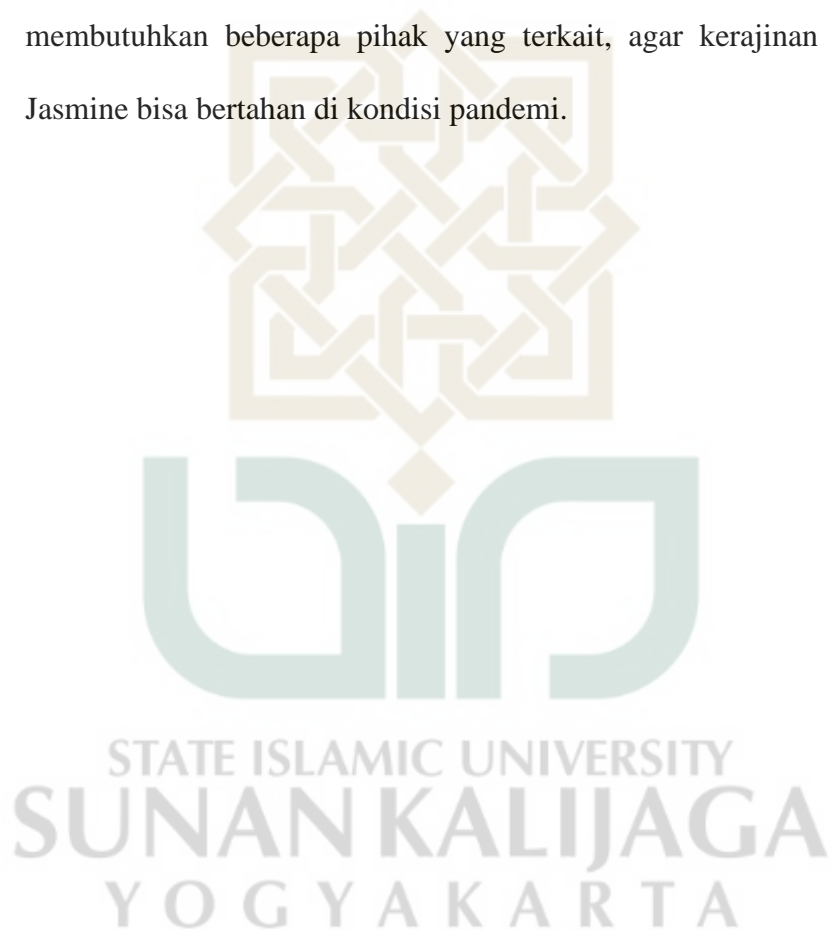 membutuhkan beberapa pihak yang terkait, agar kerajinan
Jasmine bisa bertahan di kondisi pandemi.
STATE ISLAMIC UNIVERSITY
SUNAN KALIJAGA
YOGYAKARTA